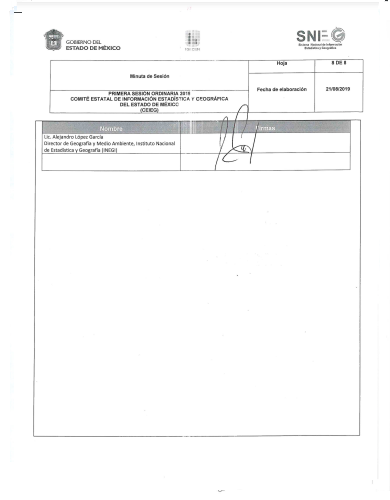 GOBIERNO DEL
ESTADO DE MÉXICO
SNI
Sistema Nacional de Información
Estadística y Geográfica
Minuta de Sesión
Hoja
8 DE 8
PRIMERA SESIÓN ORDINARIA 2019
COMITÉ ESTATAL DE INFORMACIÓN ESTADÍSTICA Y GEOGRÁFICA
DEL ESTADO DE MÉXICO
(CEIEG)
Fecha de elaboración
21/08/2019
Nombre
Firmas
Lic. Alejandro López García
Director de Geografía y Medio Ambiente, Instituto Nacional
de Estadística y Geografía (INEGI)